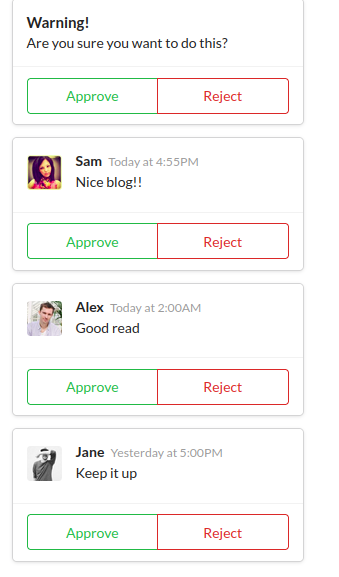 Warning!
Are you sure you want to do this?
Approve Reject
Sam Today at 4:55PM
Nice blog!!
Approve Reject
Alex Today at 2:00AM
Good read
Approve Reject
Jane Yesterday at 5:00PM
Keep it up
Approve Reject